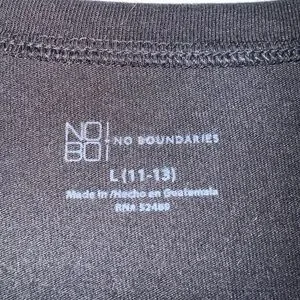 NO
BO
NO BOUNDARIES
L (11-13)
Made in /Hecho en Guatemala
RN# 52469